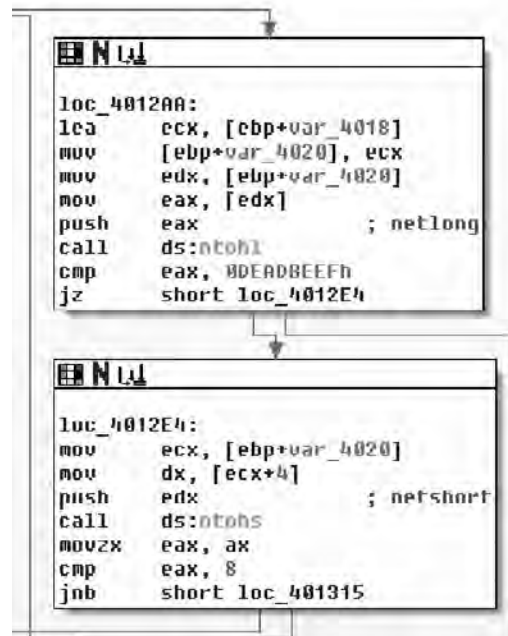 loc_4012AA:
lea ecx, [ebp+var_4018]
mov [ebp+var_4020], ecx
mov edx, [ebp+var_4020]
mov eax, [edx]
push eax ; netlong
call ds:ntohl
cmp eax, 0DEADBEEFh
jz short loc_4012E4
loc_4012E4:
mov ecx, [ebp+var_4020]
mov dx, [ecx+4]
push edx ; netshort
call ds:ntohs
movzx eax, ax
cmp eax, 8
jnb short loc_401315